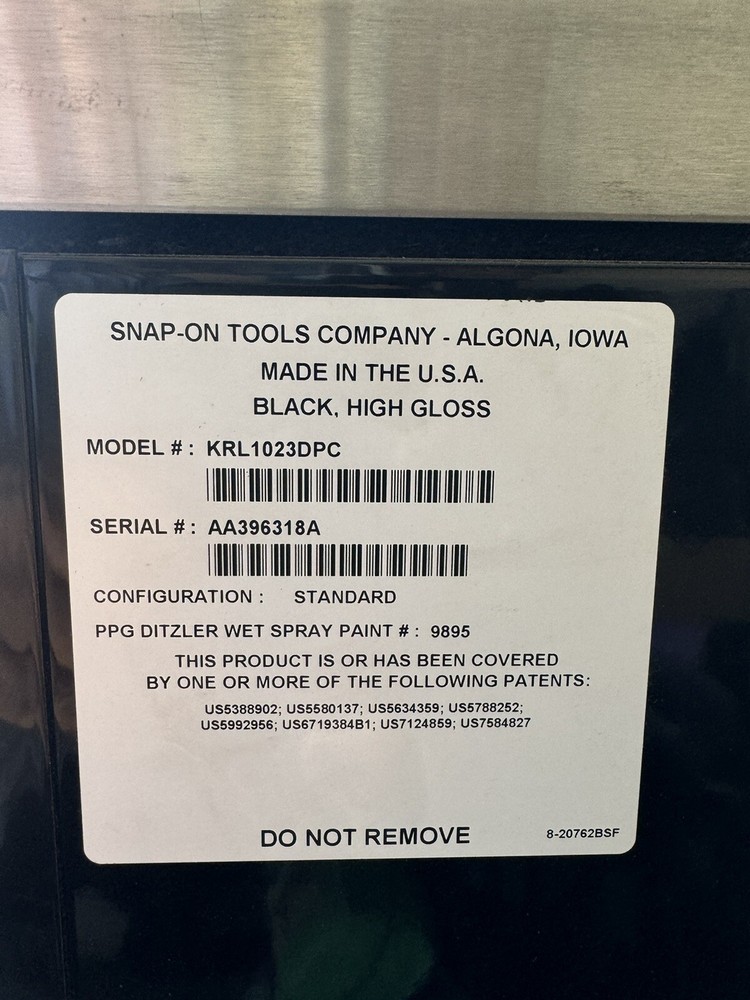 SNAP-ON TOOLS COMPANY - ALGONA, IOWA
MADE IN THE U.S.A.
BLACK, HIGH GLOSS
MODEL # : KRL1023DPC
SERIAL # : AA396318A
CONFIGURATION : STANDARD
PPG DITZLER WET SPRAY PAINT # : 9895
THIS PRODUCT IS OR HAS BEEN COVERED
BY ONE OR MORE OF THE FOLLOWING PATENTS:
US5388902; US5580137; US5634359; US5788252;
US5992956; US6719384B1; US7124859; US7584827
DO NOT REMOVE
8-20762BSF